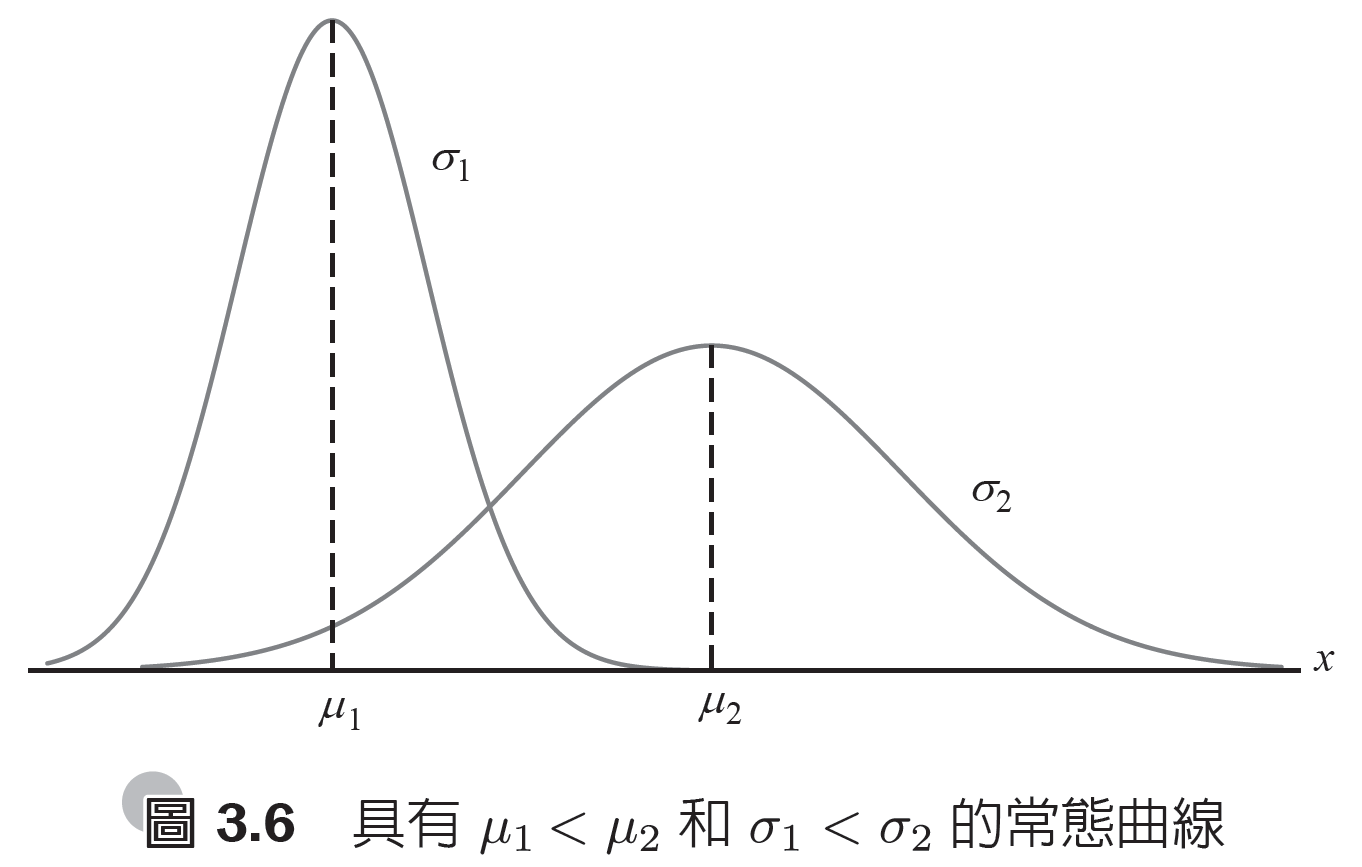 σ₁
σ₂
x
μ₁
μ₂
圖 3.6 具有 μ₁ < μ₂ 和 σ₁ < σ₂ 的常態曲線